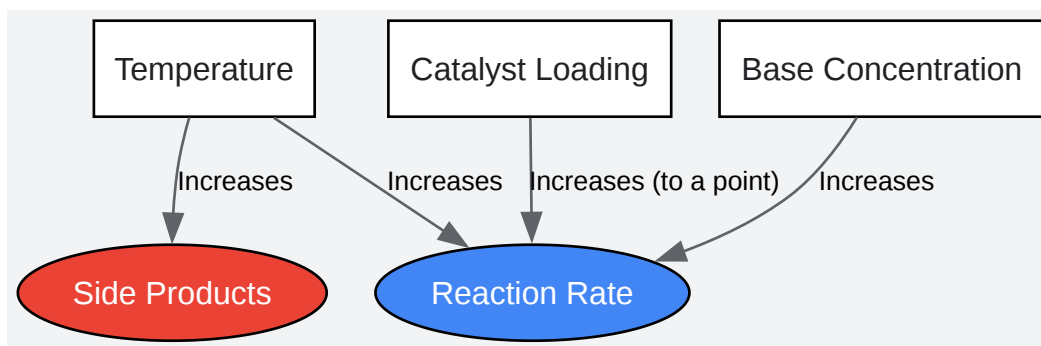 Temperature
Catalyst Loading
Base Concentration
Increases
Increases
Increases (to a point)
Increases
Side Products
Reaction Rate